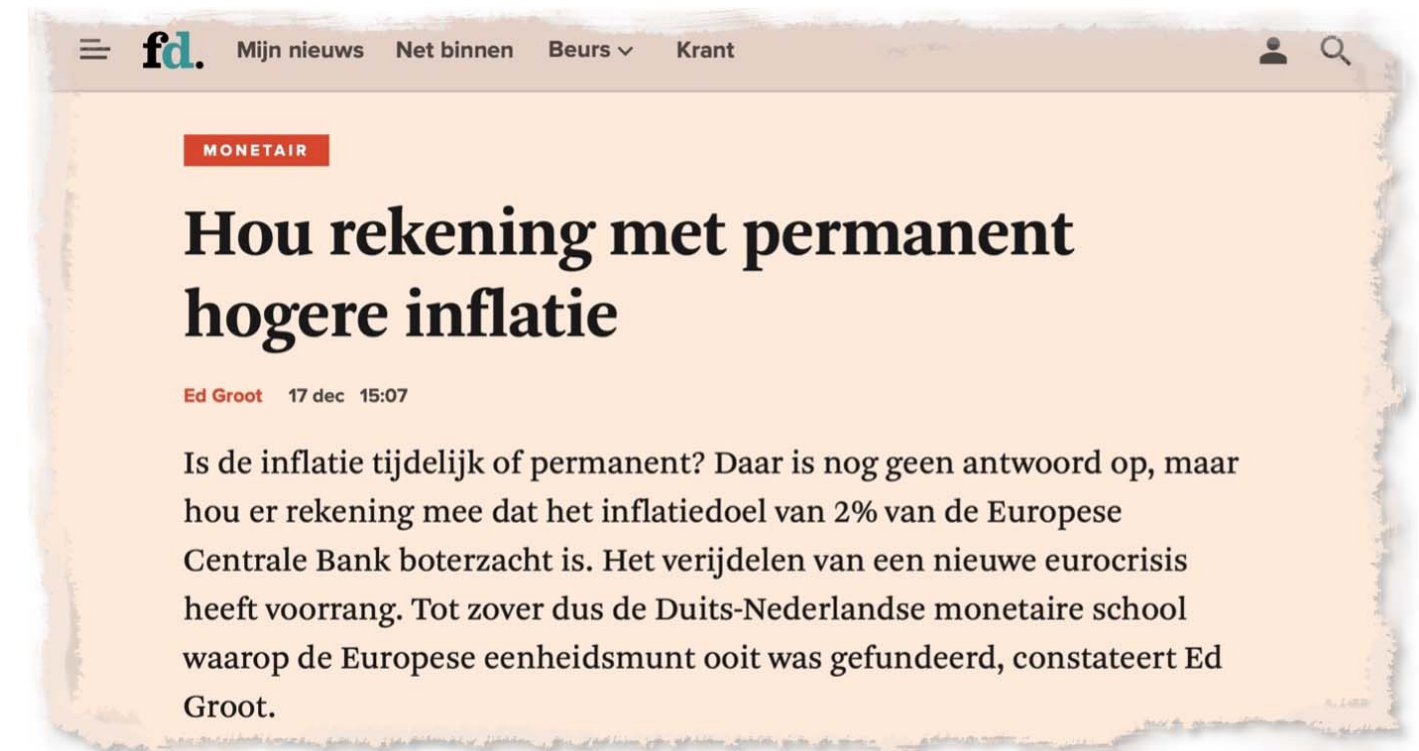 fd. Mijn nieuws Net binnen Beurs Krant
MONETAIR
Hou rekening met permanent
hogere inflatie
Ed Groot 17 dec 15:07
Is de inflatie tijdelijk of permanent? Daar is nog geen antwoord op, maar
hou er rekening mee dat het inflatiedoel van 2% van de Europese
Centrale Bank boterzacht is. Het verijdelen van een nieuwe eurocrisis
heeft voorrang. Tot zover dus de Duits-Nederlandse monetaire school
waarop de Europese eenheidsmunt ooit was gefundeerd, constateert Ed
Groot.